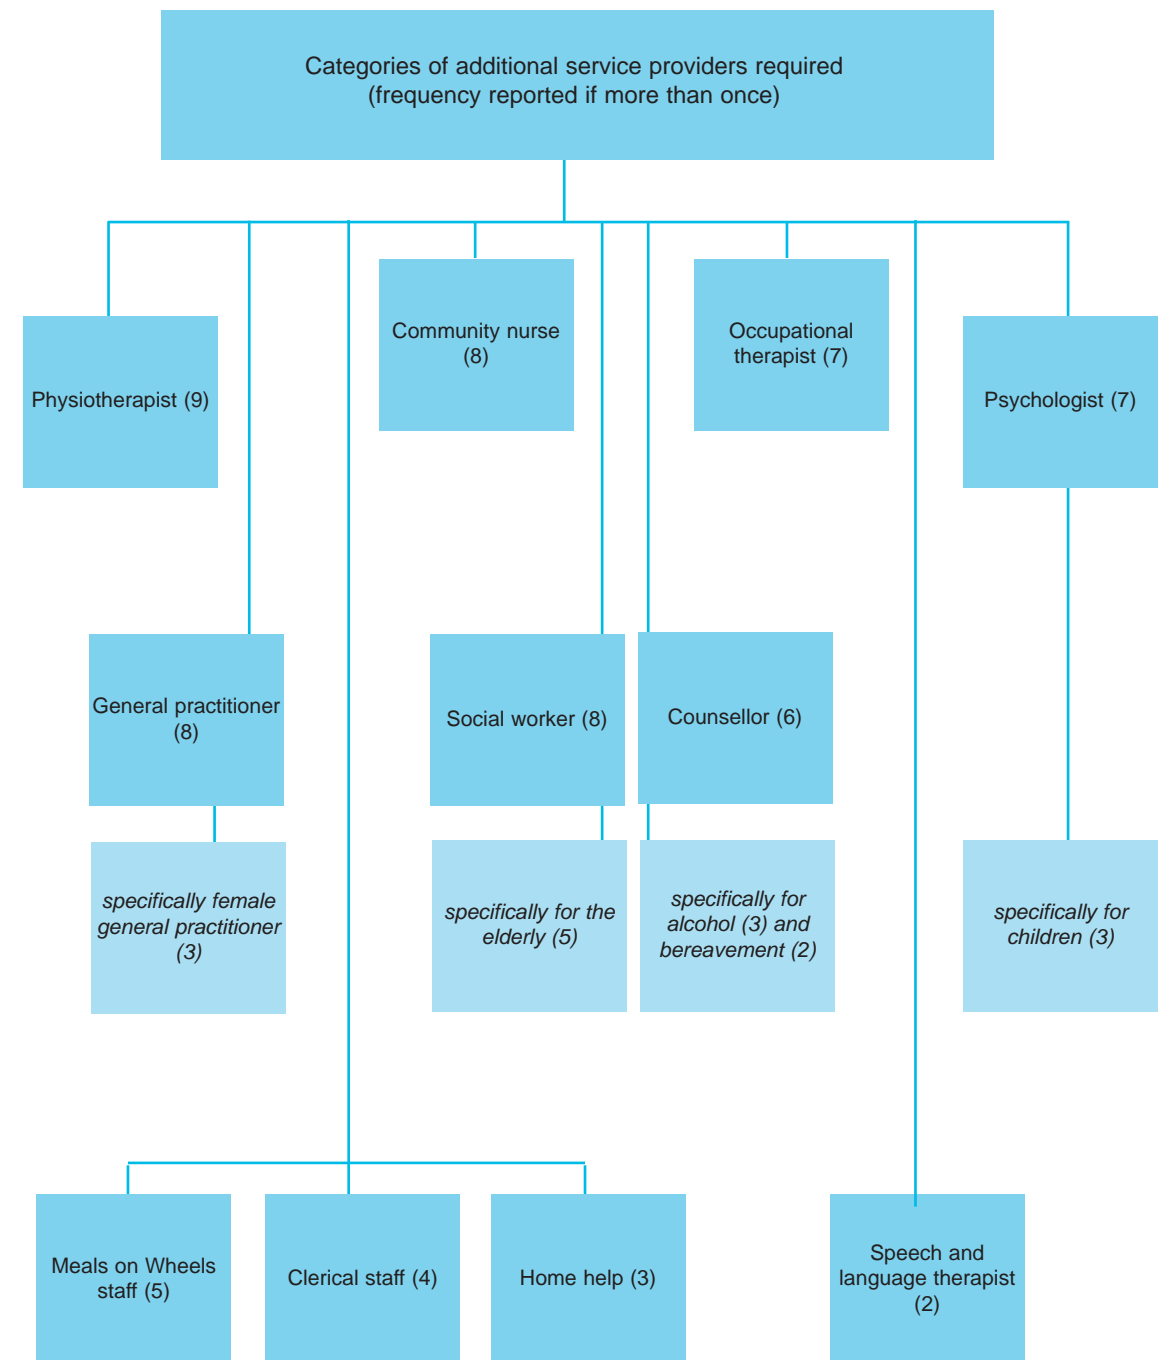 Categories of additional service providers required
(frequency reported if more than once)
Community nurse
(8)
Occupational
therapist (7)
Physiotherapist (9)
Psychologist (7)
General practitioner
(8)
Social worker (8)
Counsellor (6)
specifically female
general practitioner
(3)
specifically for the
elderly (5)
specifically for
alcohol (3) and
bereavement (2)
specifically for
children (3)
Meals on Wheels
staff (5)
Clerical staff (4)
Home help (3)
Speech and
language therapist
(2)